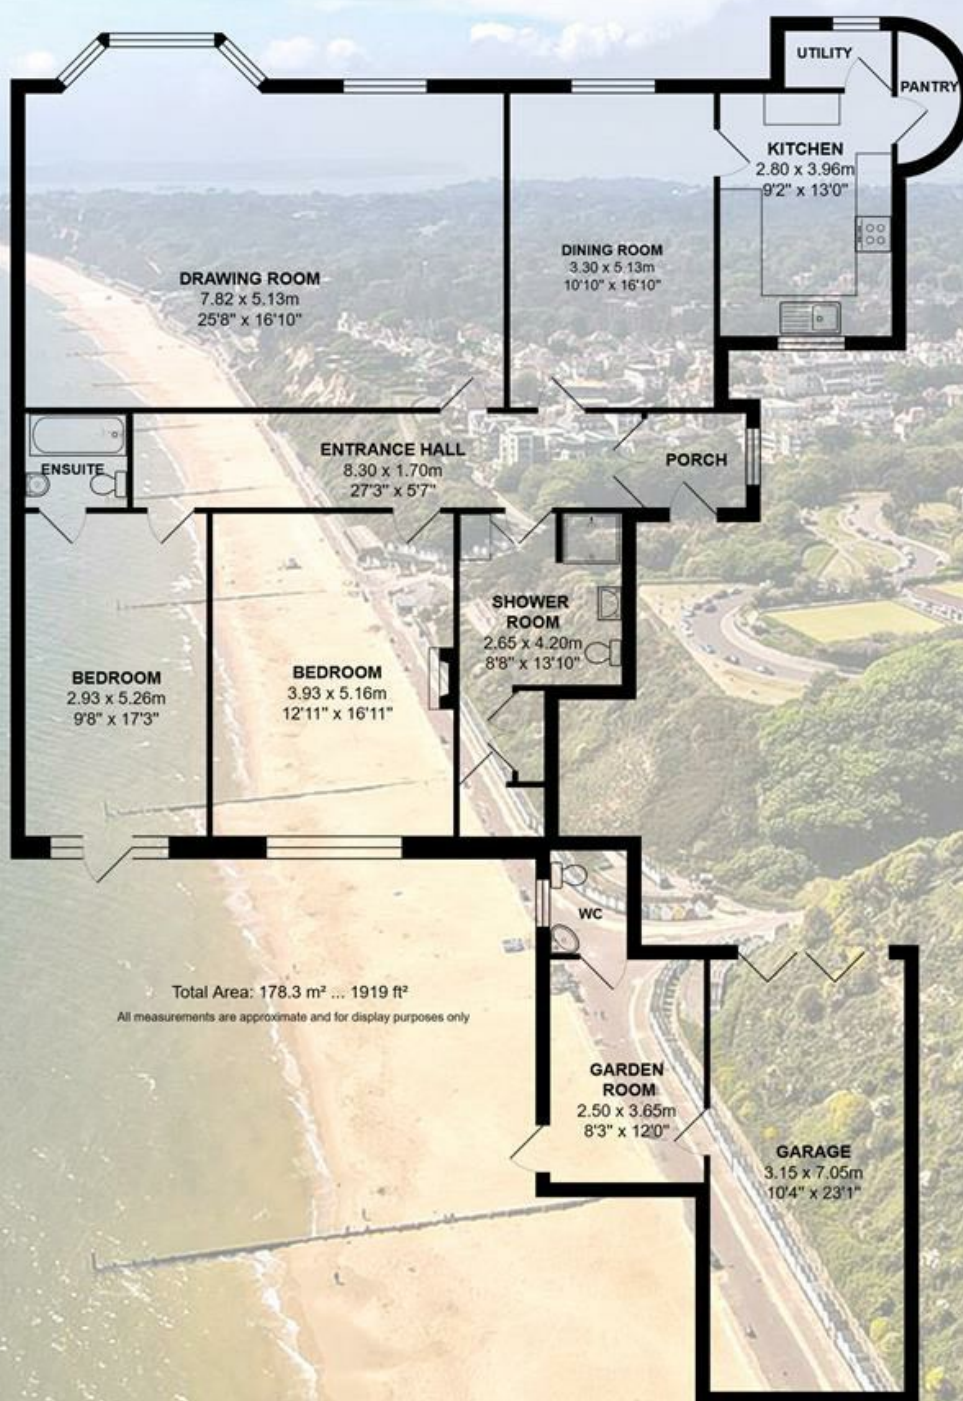 UTILITY
PANTRY
KITCHEN
2.80 x 3.96m
9'2" x 13'0"
DRAWING ROOM
7.82 x 5.13m
25'8" x 16'10"
DINING ROOM
3.30 x 5.13m
10'10" x 16'10"
ENSUITE
ENTRANCE HALL
8.30 x 1.70m
27'3" x 5'7"
PORCH
BEDROOM
2.93 x 5.26m
9'8" x 17'3"
BEDROOM
3.93 x 5.16m
12'11" x 16'11"
SHOWER
ROOM
2.65 x 4.20m
8'8" x 13'10"
WC
Total Area: 178.3 m² ... 1919 ft²
All measurements are approximate and for display purposes only
GARDEN
ROOM
2.50 x 3.65m
8'3" x 12'0"
GARAGE
3.15 x 7.05m
10'4" x 23'1"